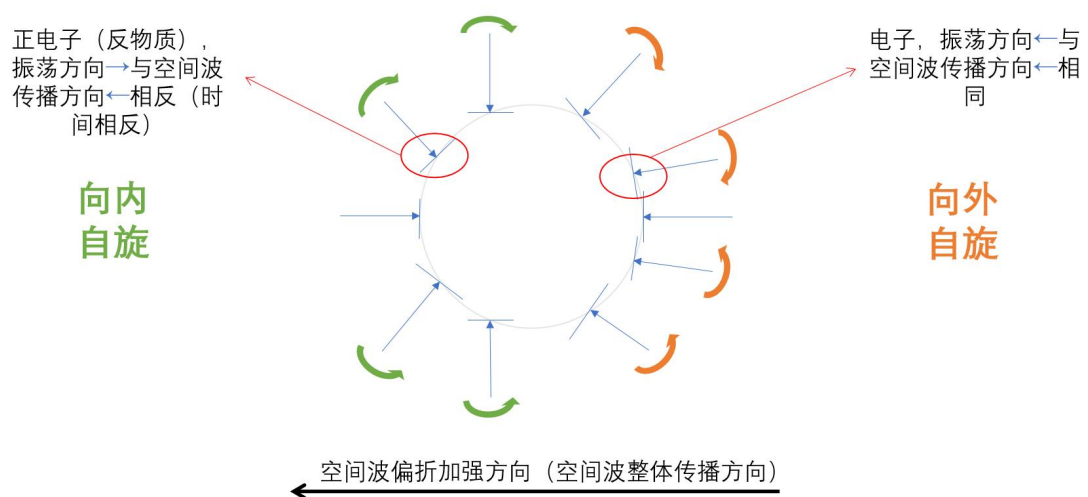 正电子（反物质），
振荡方向→与空间波
传播方向←相反（时
间相反）
电子，振荡方向←与
空间波传播方向←相
同
向内
自旋
向外
自旋
空间波偏折加强方向（空间波整体传播方向）